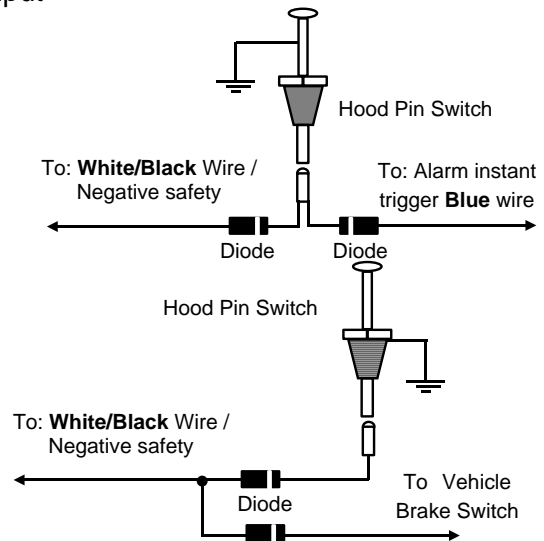 Hood Pin Switch
To: White/Black Wire /
Negative safety
To: Alarm instant
trigger Blue wire
Diode
Diode
Hood Pin Switch
To: White/Black Wire /
Negative safety
Diode
To Vehicle
Brake Switch